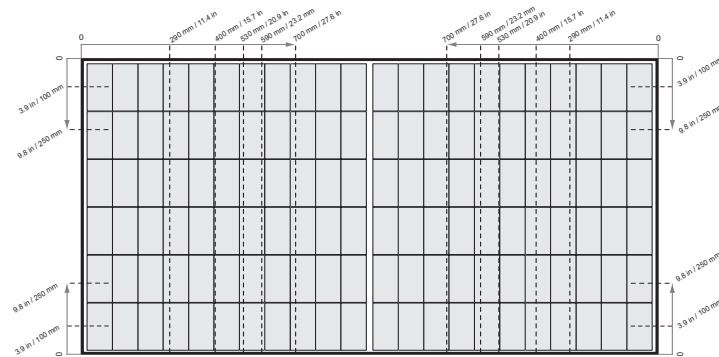 290 mm / 11.4 in
400 mm / 15.7 in
530 mm / 20.9 in
590 mm / 23.2 mm
700 mm / 27.6 in
700 mm / 27.6 in
590 mm / 23.2 mm
530 mm / 20.9 in
400 mm / 15.7 in
290 mm / 11.4 in
0
0
0
0
3.9 in / 100 mm
3.9 in / 100 mm
9.8 in / 250 mm
9.8 in / 250 mm
9.8 in / 250 mm
9.8 in / 250 mm
3.9 in / 100 mm
3.9 in / 100 mm
0
0